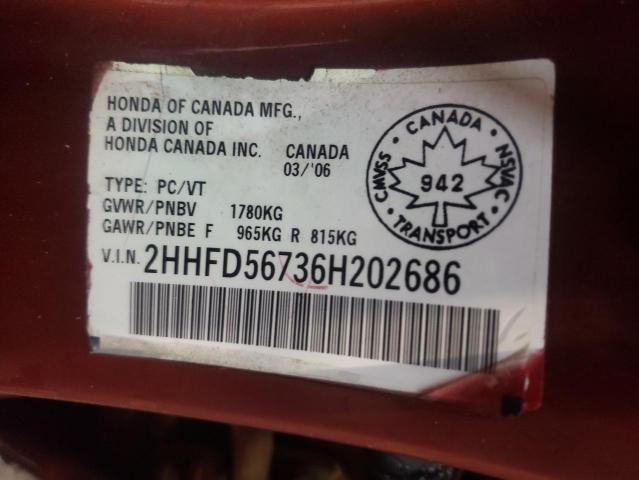 HONDA OF CANADA MFG.,
A DIVISION OF
HONDA CANADA INC. CANADA
03/'06
TYPE: PC/VT
GVWR/PNBV 1780KG
GAWR/PNBE F 965KG R 815KG
V.I.N. 2HHFD56736H202686
CANADA
CMVSS 942 NSVAC
TRANSPORT